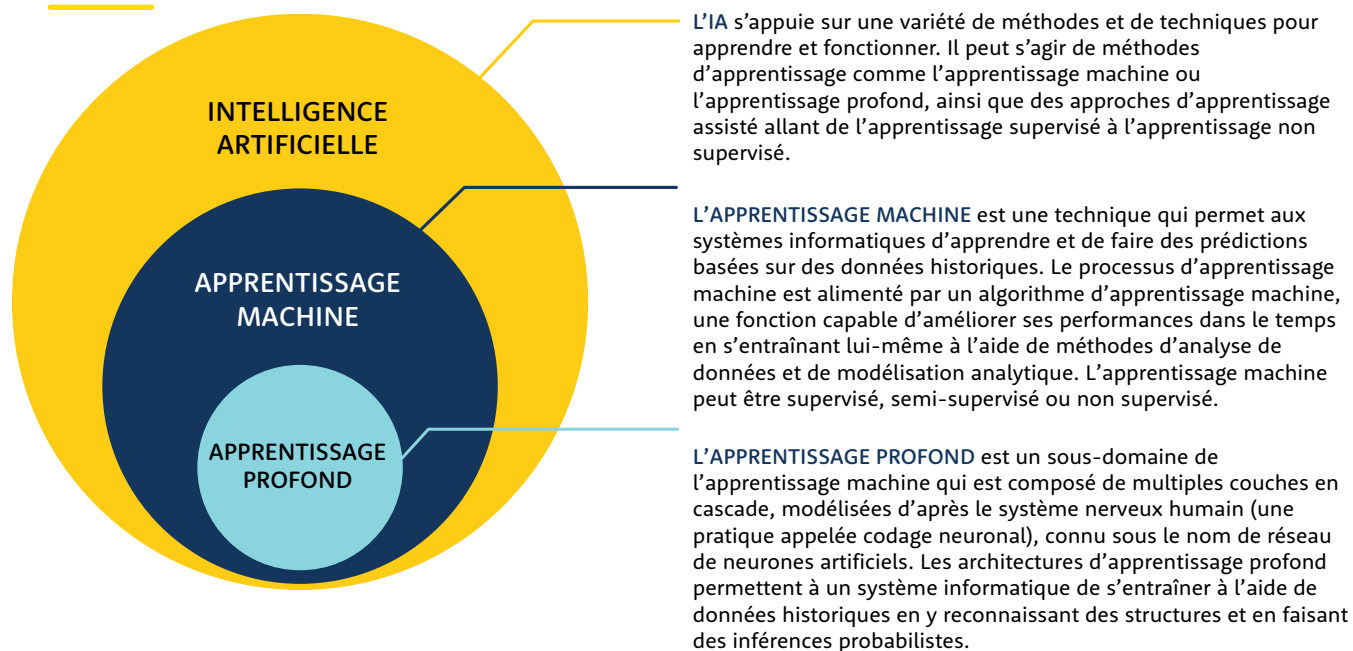 INTELLIGENCE
ARTIFICIELLE
APPRENTISSAGE
MACHINE
APPRENTISSAGE
PROFOND
L’IA s’appuie sur une variété de méthodes et de techniques pour
apprendre et fonctionner. Il peut s’agir de méthodes
d’apprentissage comme l’apprentissage machine ou
l’apprentissage profond, ainsi que des approches d’apprentissage
assisté allant de l’apprentissage supervisé à l’apprentissage non
supervisé.
L’APPRENTISSAGE MACHINE est une technique qui permet aux
systèmes informatiques d’apprendre et de faire des prédictions
basées sur des données historiques. Le processus d’apprentissage
machine est alimenté par un algorithme d’apprentissage machine,
une fonction capable d’améliorer ses performances dans le temps
en s’entraînant lui-même à l’aide de méthodes d’analyse de
données et de modélisation analytique. L’apprentissage machine
peut être supervisé, semi-supervisé ou non supervisé.
L’APPRENTISSAGE PROFOND est un sous-domaine de
l’apprentissage machine qui est composé de multiples couches en
cascade, modélisées d’après le système nerveux humain (une
pratique appelée codage neuronal), connu sous le nom de réseau
de neurones artificiels. Les architectures d’apprentissage profond
permettent à un système informatique de s’entraîner à l’aide de
données historiques en y reconnaissant des structures et en faisant
des inférences probabilistes.